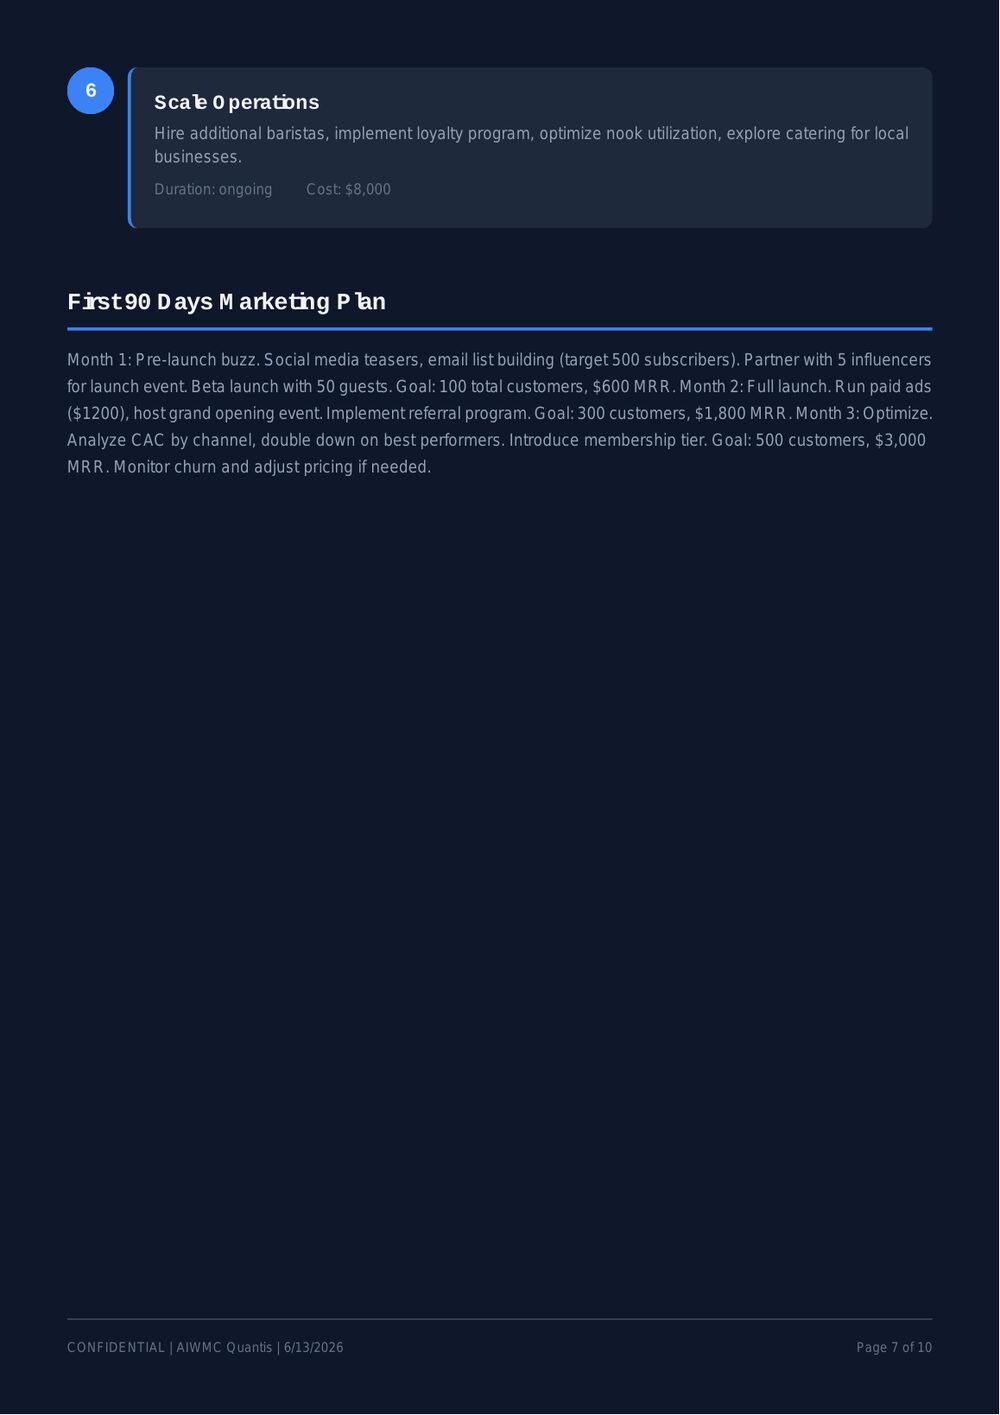 6
Scale Operations
Hire additional baristas, implement loyalty program, optimize nook utilization, explore catering for local
businesses.
Duration: ongoing Cost: $8,000
First 90 Days Marketing Plan
Month 1: Pre-launch buzz. Social media teasers, email list building (target 500 subscribers). Partner with 5 influencers
for launch event. Beta launch with 50 guests. Goal: 100 total customers, $600 MRR. Month 2: Full launch. Run paid ads
($1200), host grand opening event. Implement referral program. Goal: 300 customers, $1,800 MRR. Month 3: Optimize.
Analyze CAC by channel, double down on best performers. Introduce membership tier. Goal: 500 customers, $3,000
MRR. Monitor churn and adjust pricing if needed.
CONFIDENTIAL | AIWMC Quantis | 6/13/2026
Page 7 of 10